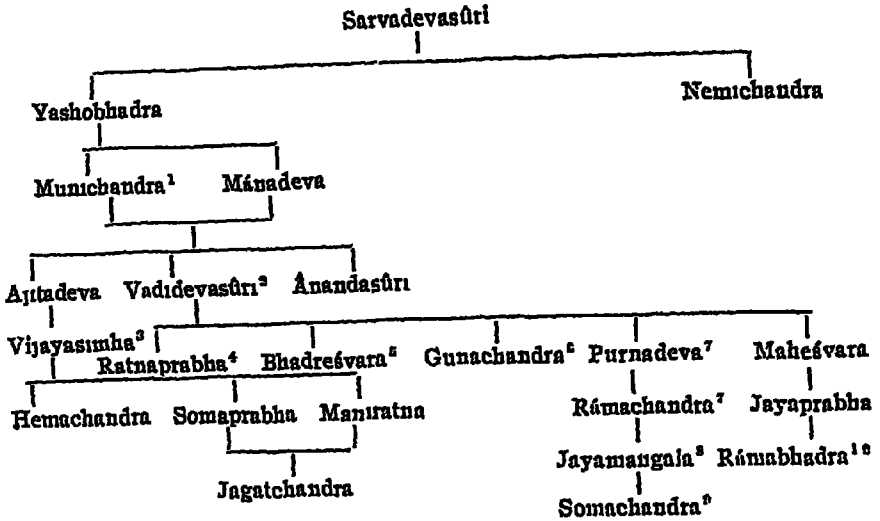 Sarvadevasûri
Yashobhadra Nemichandra
Munichandra¹ Mánadeva
Ajitadeva Vadidevasûri² Ânandasûri
Vijayasimha³
Ratnaprabha⁴ Bhadreśvara⁵ Gunachandra⁶ Purnadeva⁷ Maheśvara
Hemachandra Somaprabha Maniratna Rámachandra⁷ Jayaprabha
Jayamangala⁸ Rámabhadra¹⁰
Jagatchandra
Somachandra⁹